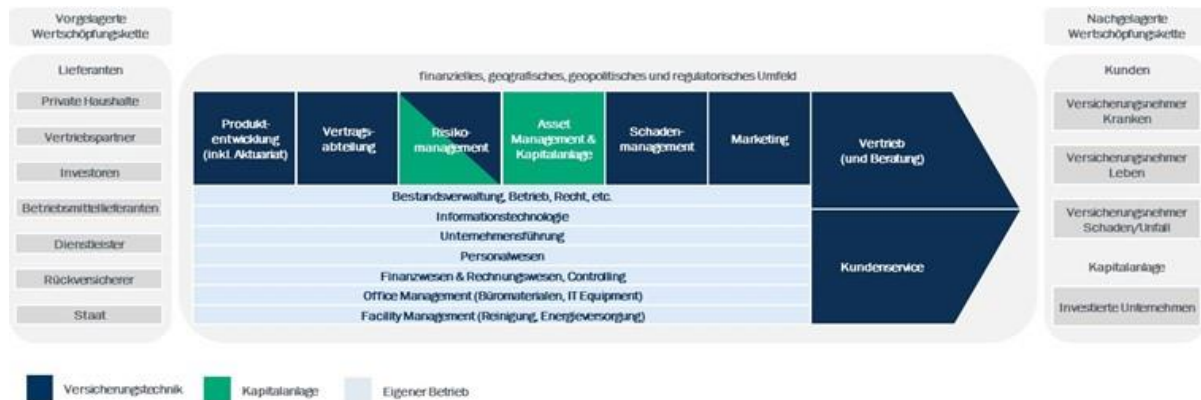 Vorgelagerte
Wertschöpfungskette
Lieferanten
Private Haushalte
Vertriebspartner
Investoren
Betriebsmittellieferanten
Dienstleister
Rückversicherer
Staat
finanzielles, geografisches, geopolitisches und regulatorisches Umfeld
Produkt-
entwicklung
(inkl. Aktuariat)
Vertrags-
abteilung
Risiko-
management
Asset
Management &
Kapitalanlage
Schaden-
management
Marketing
Vertrieb
(und Beratung)
Kundenservice
Bestandsverwaltung, Betrieb, Recht, etc.
Informationstechnologie
Unternehmensführung
Personalwesen
Finanzwesen & Rechnungswesen, Controlling
Office Management (Büromaterialen, IT Equipment)
Facility Management (Reinigung, Energieversorgung)
Nachgelagerte
Wertschöpfungskette
Kunden
Versicherungsnehmer
Kranken
Versicherungsnehmer
Leben
Versicherungsnehmer
Schaden/Unfall
Kapitalanlage
Investierte Unternehmen
Versicherungstechnik
Kapitalanlage
Eigener Betrieb